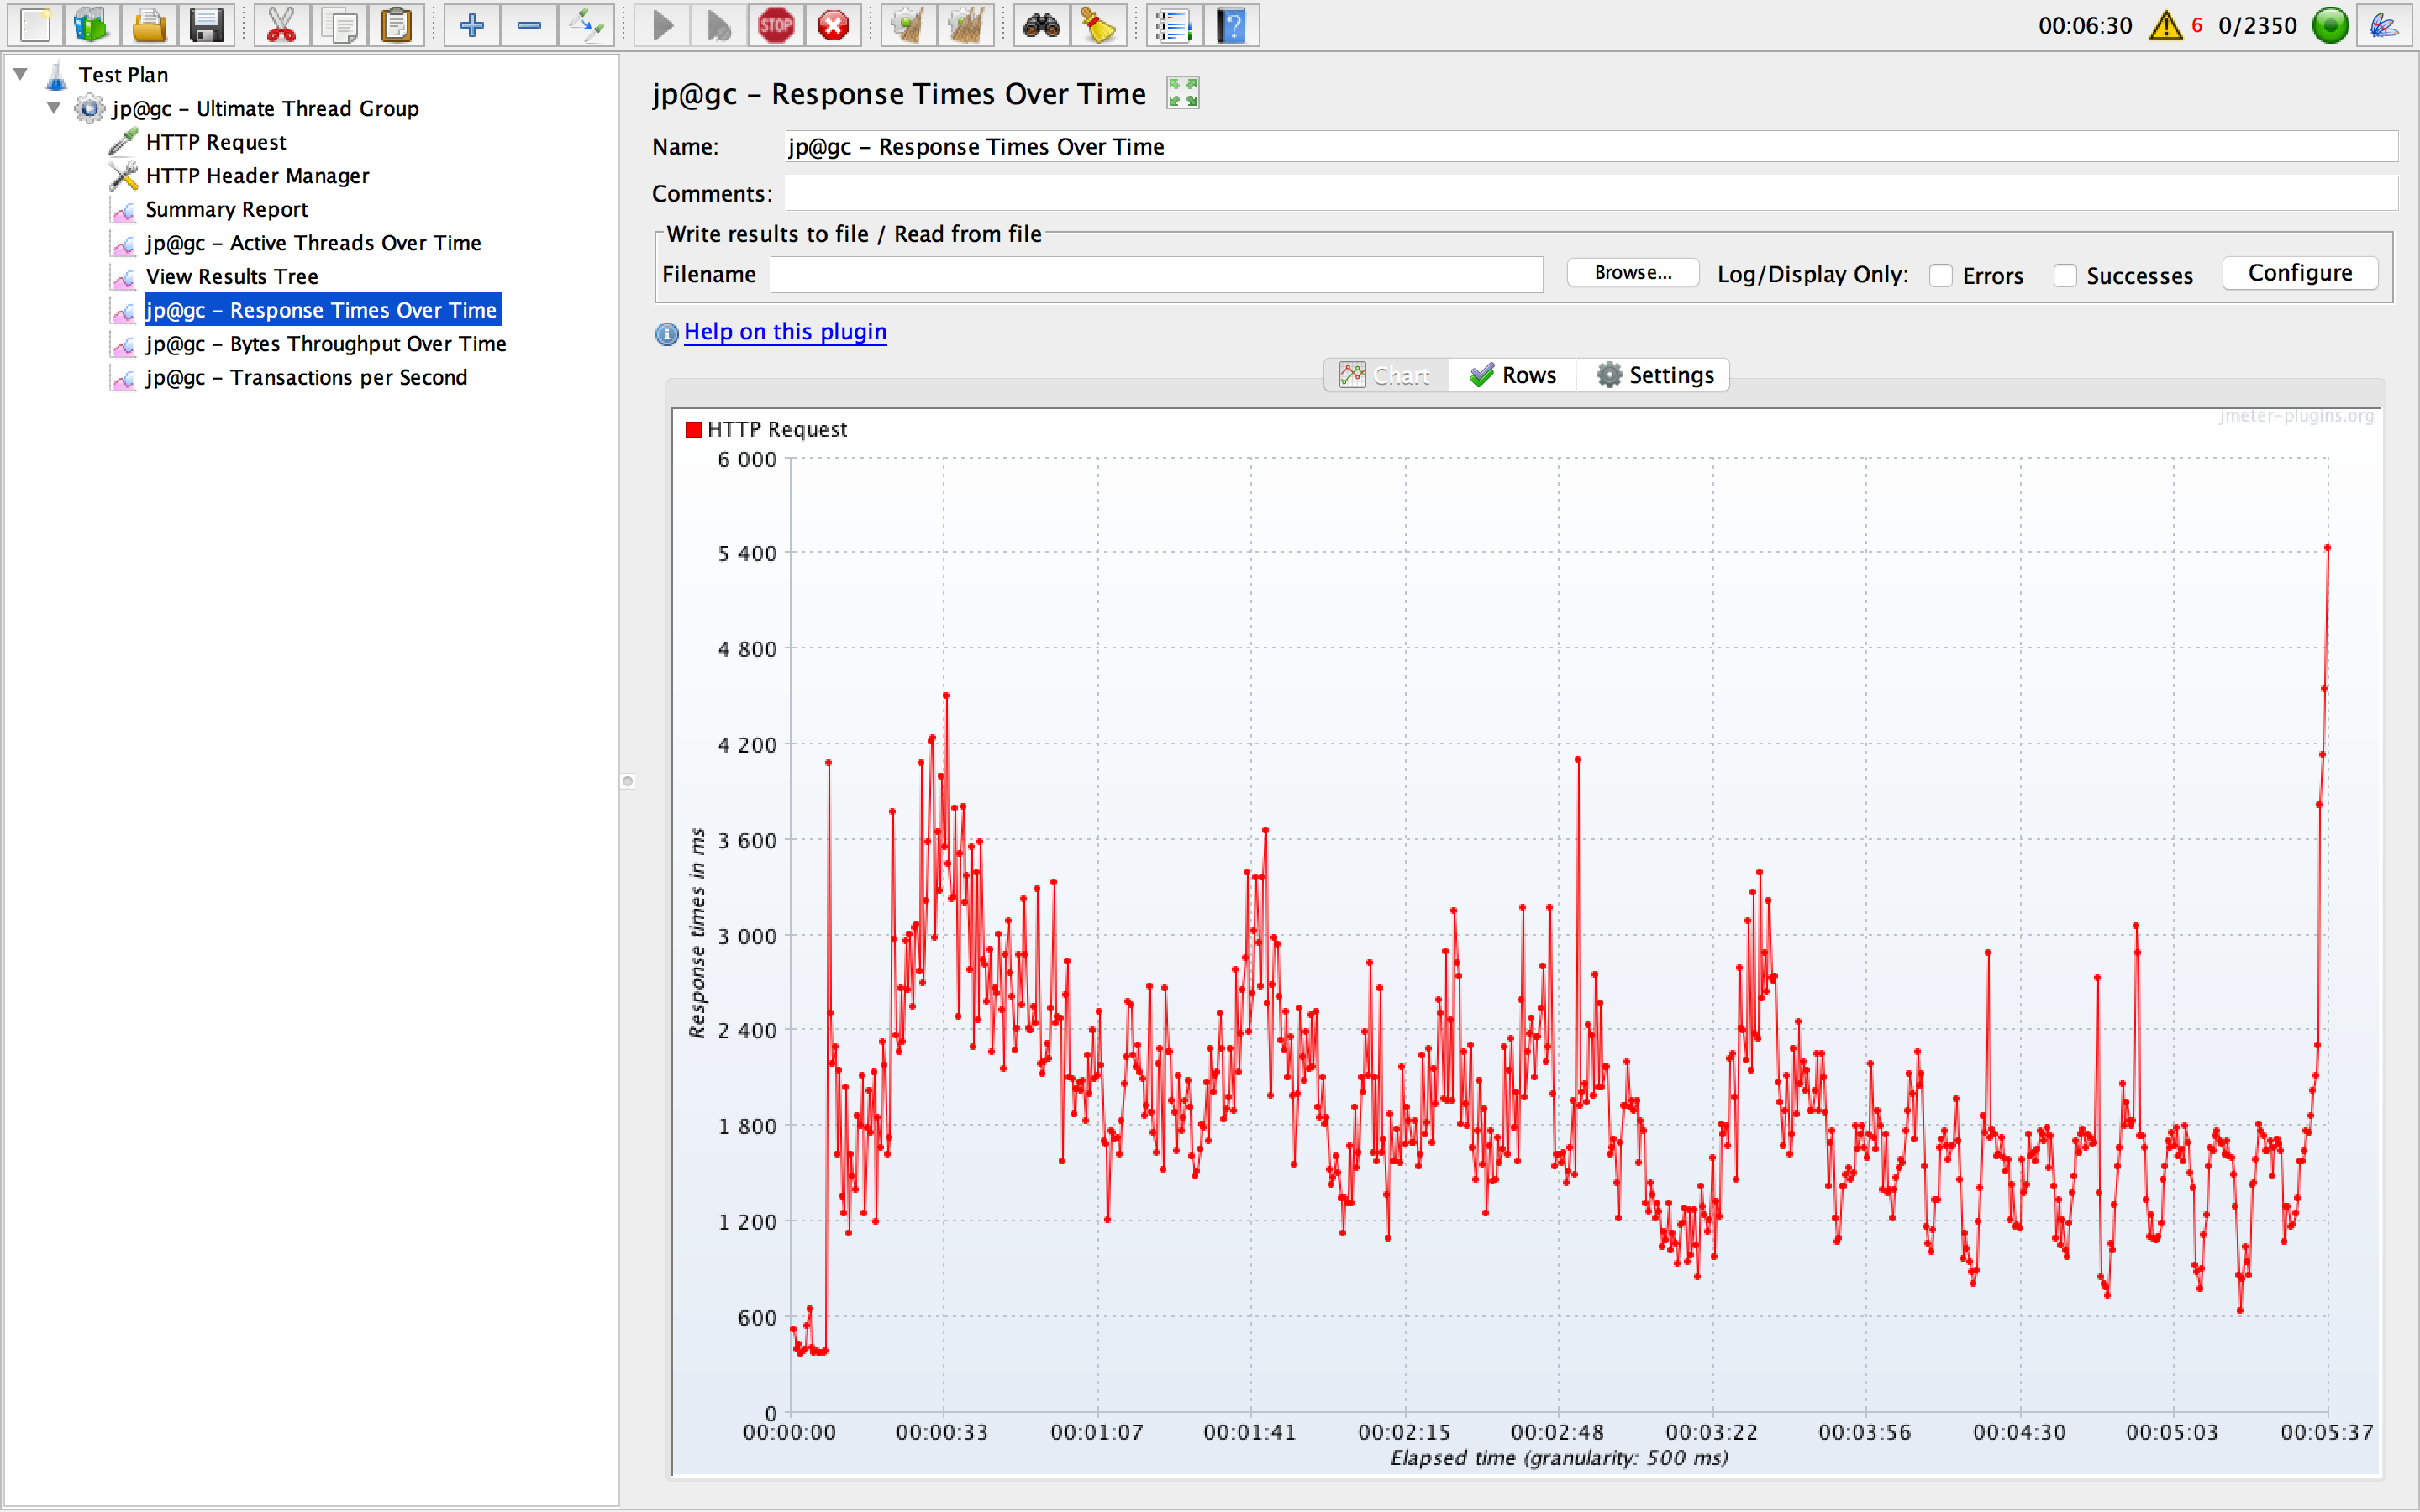 STOP
00:06:30 6 0/2350
Test Plan
jp@gc – Ultimate Thread Group
HTTP Request
HTTP Header Manager
Summary Report
jp@gc – Active Threads Over Time
View Results Tree
jp@gc – Response Times Over Time
jp@gc – Bytes Throughput Over Time
jp@gc – Transactions per Second
jp@gc – Response Times Over Time
Name: jp@gc – Response Times Over Time
Comments:
Write results to file / Read from file
Filename Browse... Log/Display Only: Errors Successes Configure
Help on this plugin
Chart Rows Settings
jmeter-plugins.org
HTTP Request
6 000
5 400
4 800
4 200
3 600
3 000
2 400
1 800
1 200
600
0
Response times in ms
00:00:00 00:00:33 00:01:07 00:01:41 00:02:15 00:02:48 00:03:22 00:03:56 00:04:30 00:05:03 00:05:37
Elapsed time (granularity: 500 ms)